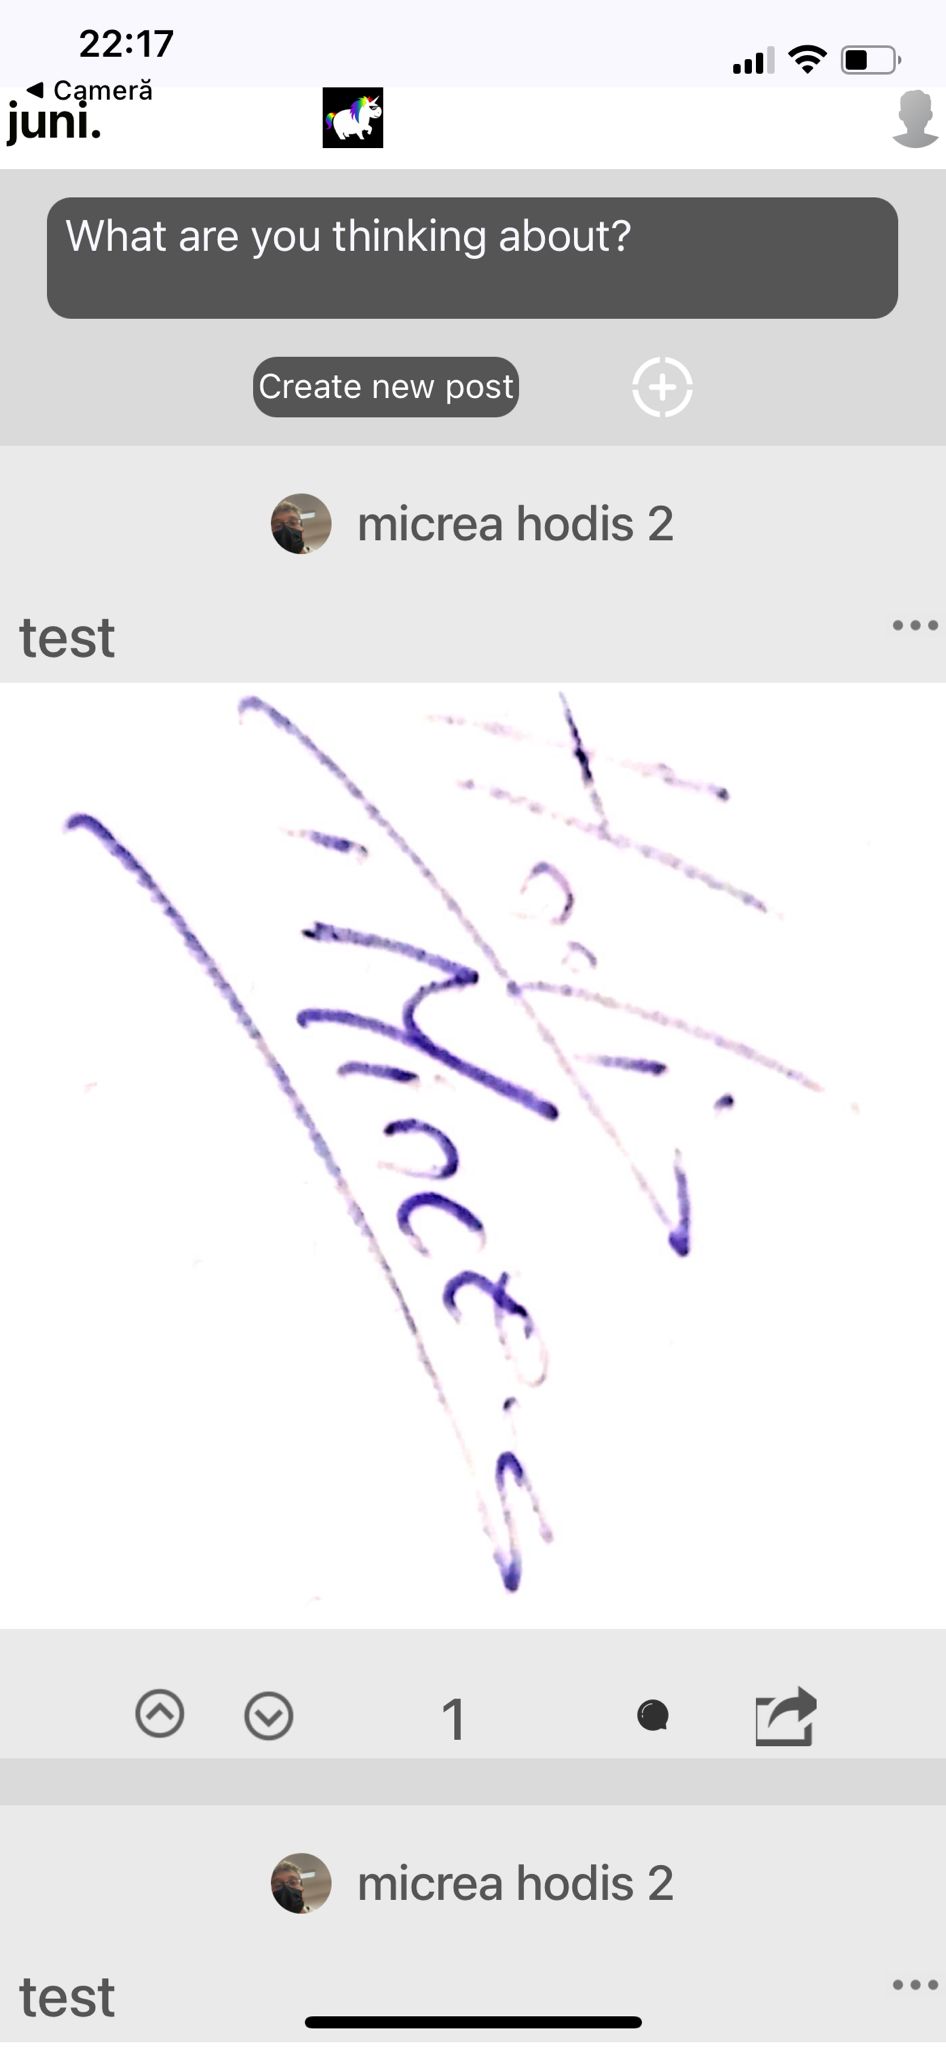 22:17
◀ Cameră
juni.
What are you thinking about?
Create new post
micrea hodis 2
test
1
micrea hodis 2
test